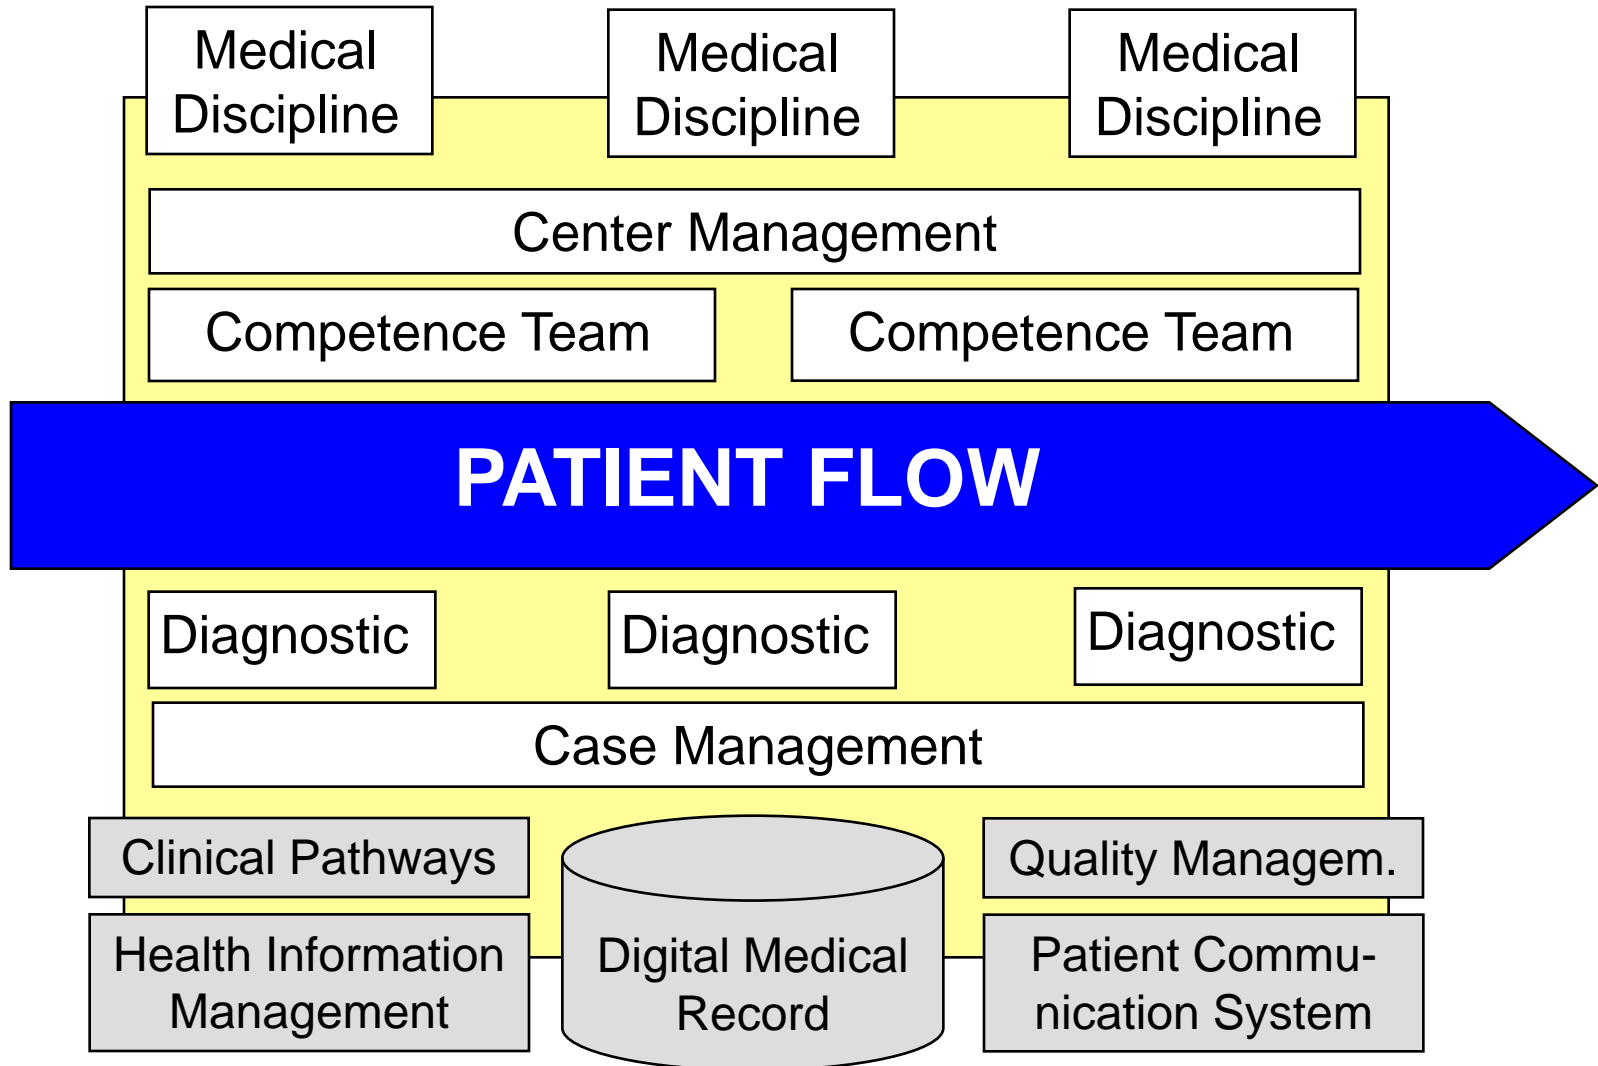 Medical
Discipline
Medical
Discipline
Medical
Discipline
Center Management
Competence Team
Competence Team
PATIENT FLOW
Diagnostic
Diagnostic
Diagnostic
Case Management
Clinical Pathways
Quality Managem.
Health Information
Management
Digital Medical
Record
Patient Commu-
nication System